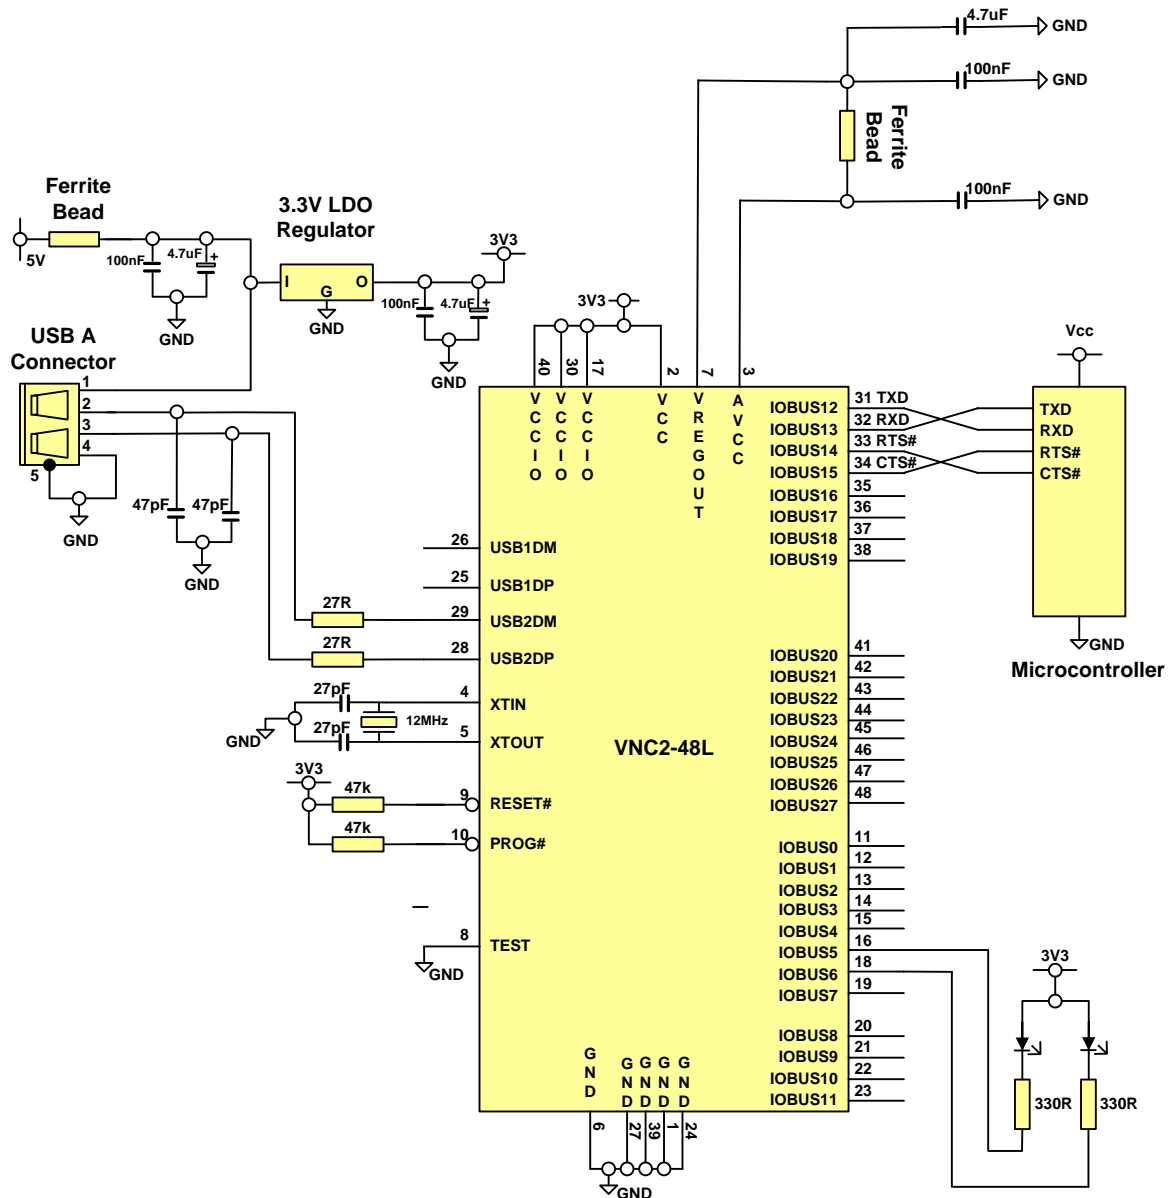 4.7uF
GND
100nF
GND
Ferrite
Bead
100nF
GND
Ferrite
Bead
5V
100nF
4.7uF
+
GND
3.3V LDO
Regulator
I
G
O
GND
3V3
100nF
4.7uF
+
GND
USB A
Connector
1
2
3
4
5
GND
47pF
47pF
GND
3V3
40
30
17
2
7
3
VCCIO
VCCIO
VCCIO
VCC
VREGOUT
AVCC
26
USB1DM
25
USB1DP
27R
29
USB2DM
27R
28
USB2DP
27pF
4
XTIN
12MHz
GND
27pF
5
XTOUT
3V3
47k
9
RESET#
47k
10
PROG#
8
TEST
GND
VNC2-48L
IOBUS12
31 TXD
IOBUS13
32 RXD
IOBUS14
33 RTS#
IOBUS15
34 CTS#
IOBUS16
35
IOBUS17
36
IOBUS18
37
IOBUS19
38
Vcc
TXD
RXD
RTS#
CTS#
GND
Microcontroller
IOBUS20
41
IOBUS21
42
IOBUS22
43
IOBUS23
44
IOBUS24
45
IOBUS25
46
IOBUS26
47
IOBUS27
48
IOBUS0
11
IOBUS1
12
IOBUS2
13
IOBUS3
14
IOBUS4
15
IOBUS5
16
IOBUS6
18
IOBUS7
19
IOBUS8
20
IOBUS9
21
IOBUS10
22
IOBUS11
23
3V3
330R
330R
GND
GND
GND
GND
GND
6
27
39
1
24
GND